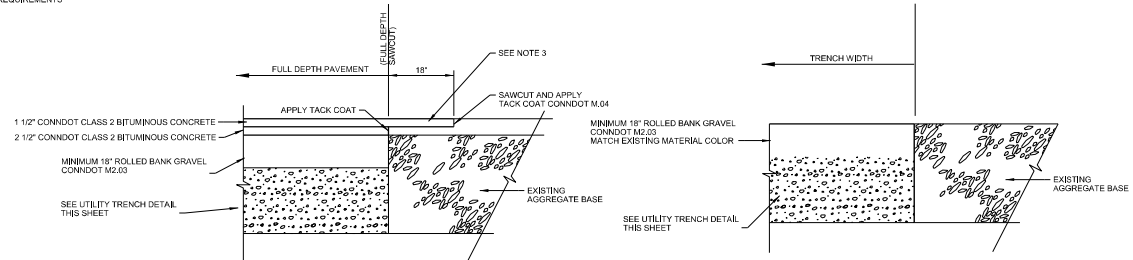 REQUIREMENTS
(FULL DEPTH
SAWCUT)
FULL DEPTH PAVEMENT
18"
SEE NOTE 3
SAWCUT AND APPLY
TACK COAT CONNDOT M.04
APPLY TACK COAT
1 1/2" CONNDOT CLASS 2 BITUMINOUS CONCRETE
2 1/2" CONNDOT CLASS 2 BITUMINOUS CONCRETE
MINIMUM 18" ROLLED BANK GRAVEL
CONNDOT M2.03
SEE UTILITY TRENCH DETAIL
THIS SHEET
EXISTING
AGGREGATE BASE
TRENCH WIDTH
MINIMUM 18" ROLLED BANK GRAVEL
CONNDOT M2.03
MATCH EXISTING MATERIAL COLOR
SEE UTILITY TRENCH DETAIL
THIS SHEET
EXISTING
AGGREGATE BASE